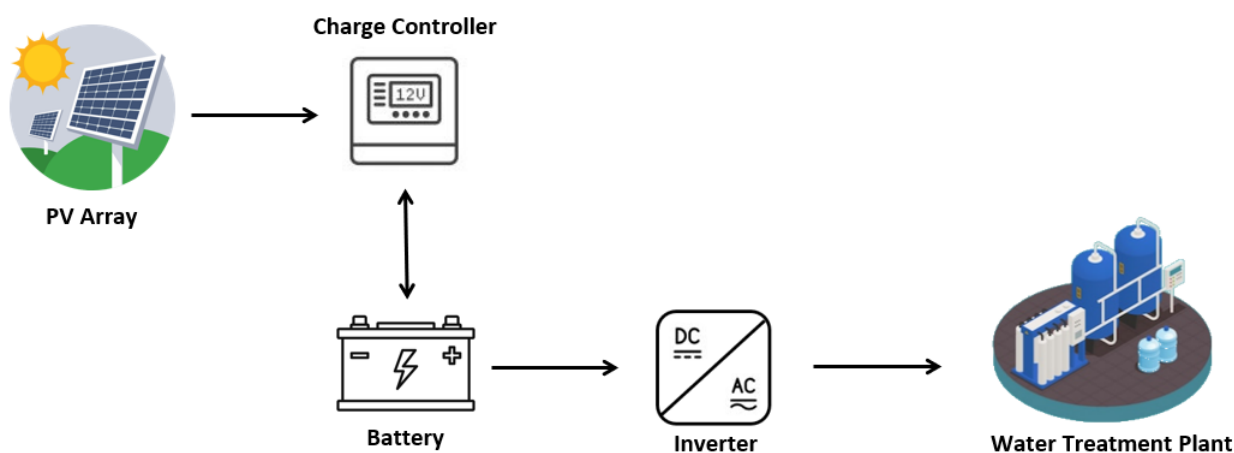 Charge Controller
12V
PV Array
DC
AC
Battery
Inverter
Water Treatment Plant